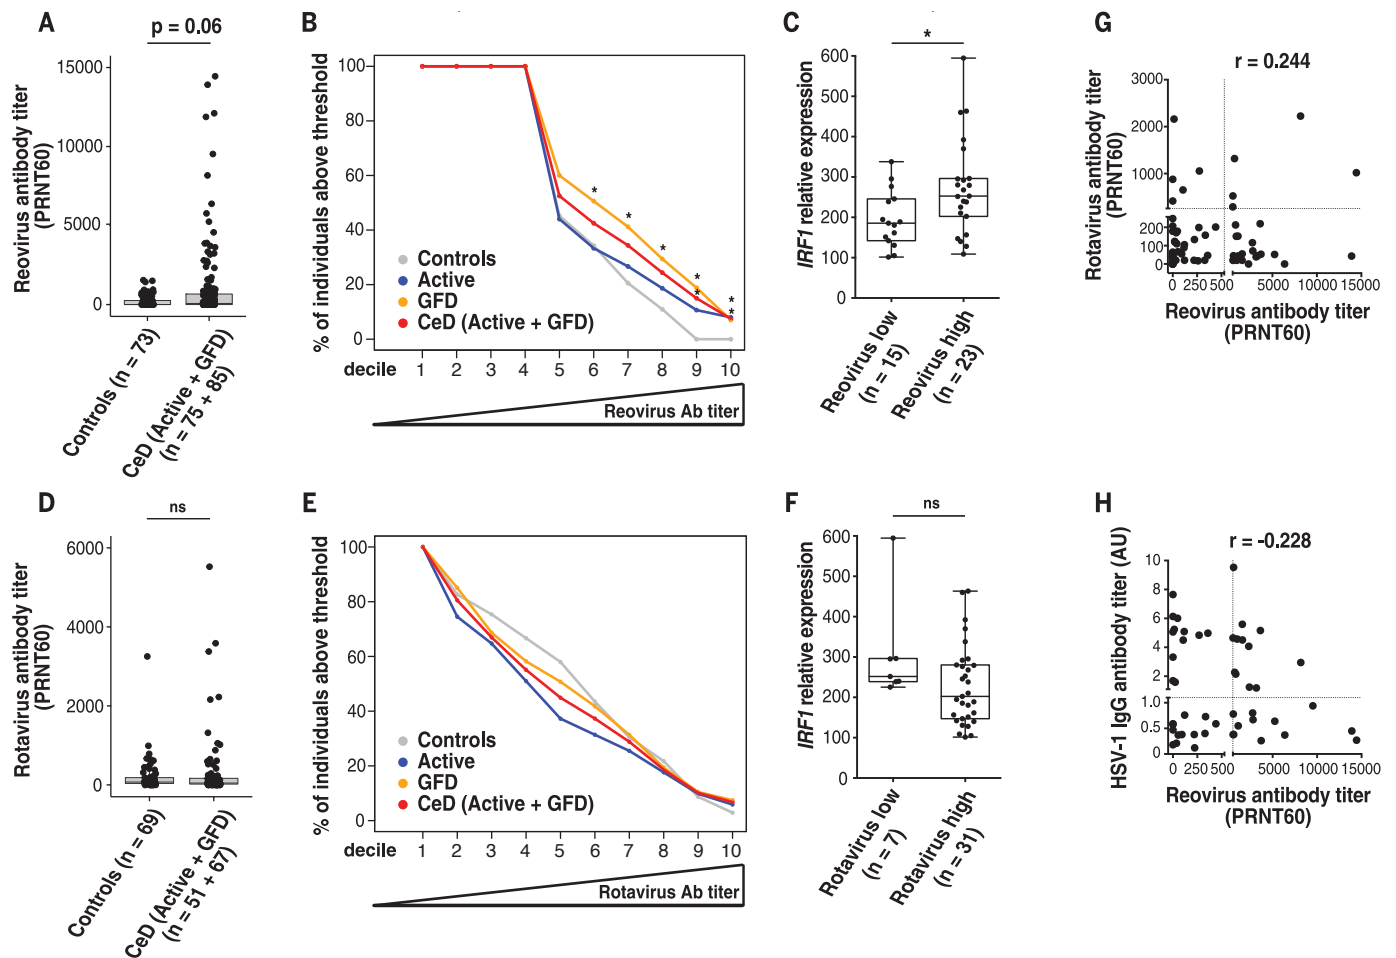 A
p = 0.06
Reovirus antibody titer
(PRNT60)
15000
10000
5000
0
Controls (n = 73)
CeD (Active + GFD)
(n = 75 + 85)
B
% of individuals above threshold
100
80
60
40
20
0
Controls
Active
GFD
CeD (Active + GFD)
* * * * * * *
decile 1 2 3 4 5 6 7 8 9 10
Reovirus Ab titer
C
*
IRF1 relative expression
600
500
400
300
200
100
0
Reovirus low
(n = 15)
Reovirus high
(n = 23)
G
r = 0.244
Rotavirus antibody titer
(PRNT60)
3000
2000
1000
200
100
0
0 250 500 5000 10000 15000
Reovirus antibody titer
(PRNT60)
D
ns
Rotavirus antibody titer
(PRNT60)
6000
4000
2000
0
Controls (n = 69)
CeD (Active + GFD)
(n = 51 + 67)
E
% of individuals above threshold
100
80
60
40
20
0
Controls
Active
GFD
CeD (Active + GFD)
decile 1 2 3 4 5 6 7 8 9 10
Rotavirus Ab titer
F
ns
IRF1 relative expression
600
500
400
300
200
100
0
Rotavirus low
(n = 7)
Rotavirus high
(n = 31)
H
r = -0.228
HSV-1 IgG antibody titer (AU)
10
8
6
4
2
1.0
0.5
0
0 250 500 5000 10000 15000
Reovirus antibody titer
(PRNT60)